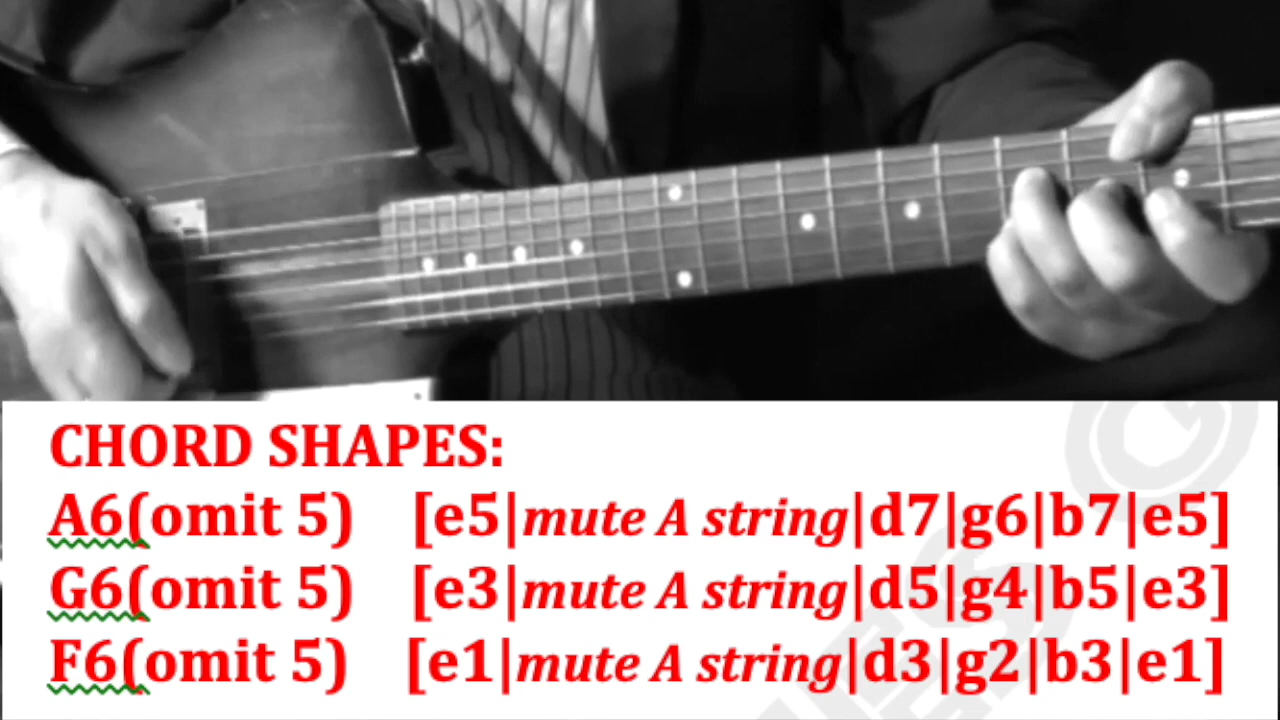 CHORD SHAPES:
A6(omit 5) [e5|mute A string|d7|g6|b7|e5]
G6(omit 5) [e3|mute A string|d5|g4|b5|e3]
F6(omit 5) [e1|mute A string|d3|g2|b3|e1]